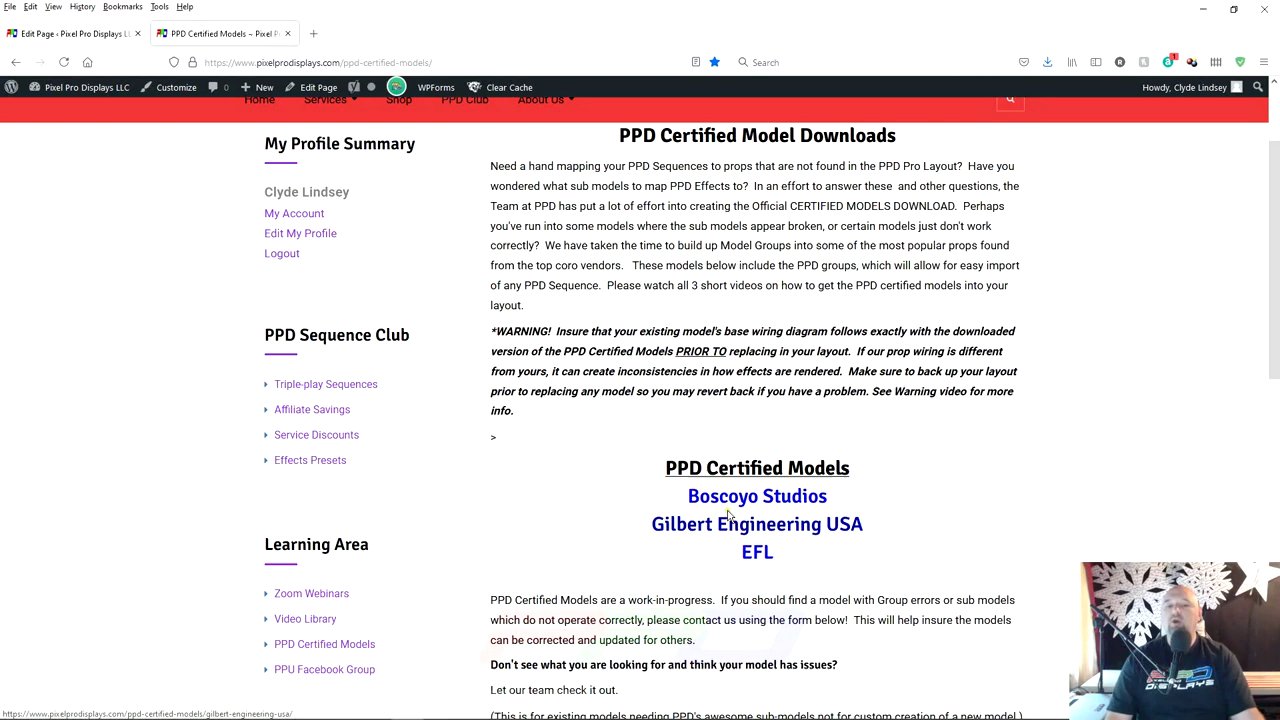 File Edit View History Bookmarks Tools Help
Edit Page ‹ Pixel Pro Displays LL × PPD Certified Models ~ Pixel P × +
https://www.pixelprodisplays.com/ppd-certified-models/ Search
Pixel Pro Displays LLC Customize 0 New Edit Page WPForms Clear Cache Howdy, Clyde Lindsey
Home Services Shop PPD Club About Us
My Profile Summary
Clyde Lindsey
My Account
Edit My Profile
Logout
PPD Sequence Club
Triple-play Sequences
Affiliate Savings
Service Discounts
Effects Presets
Learning Area
Zoom Webinars
Video Library
PPD Certified Models
PPU Facebook Group
PPD Certified Model Downloads
Need a hand mapping your PPD Sequences to props that are not found in the PPD Pro Layout? Have you
wondered what sub models to map PPD Effects to? In an effort to answer these and other questions, the
Team at PPD has put a lot of effort into creating the Official CERTIFIED MODELS DOWNLOAD. Perhaps
you've run into some models where the sub models appear broken, or certain models just don't work
correctly? We have taken the time to build up Model Groups into some of the most popular props found
from the top coro vendors. These models below include the PPD groups, which will allow for easy import
of any PPD Sequence. Please watch all 3 short videos on how to get the PPD certified models into your
layout.
*WARNING! Insure that your existing model's base wiring diagram follows exactly with the downloaded
version of the PPD Certified Models PRIOR TO replacing in your layout. If our prop wiring is different
from yours, it can create inconsistencies in how effects are rendered. Make sure to back up your layout
prior to replacing any model so you may revert back if you have a problem. See Warning video for more
info.
>
PPD Certified Models
Boscoyo Studios
Gilbert Engineering USA
EFL
PPD Certified Models are a work-in-progress. If you should find a model with Group errors or sub models
which do not operate correctly, please contact us using the form below! This will help insure the models
can be corrected and updated for others.
Don't see what you are looking for and think your model has issues?
Let our team check it out.
(This is for existing models needing PPD's awesome sub-models not for custom creation of a new model.)
https://www.pixelprodisplays.com/ppd-certified-models/gilbert-engineering-usa/